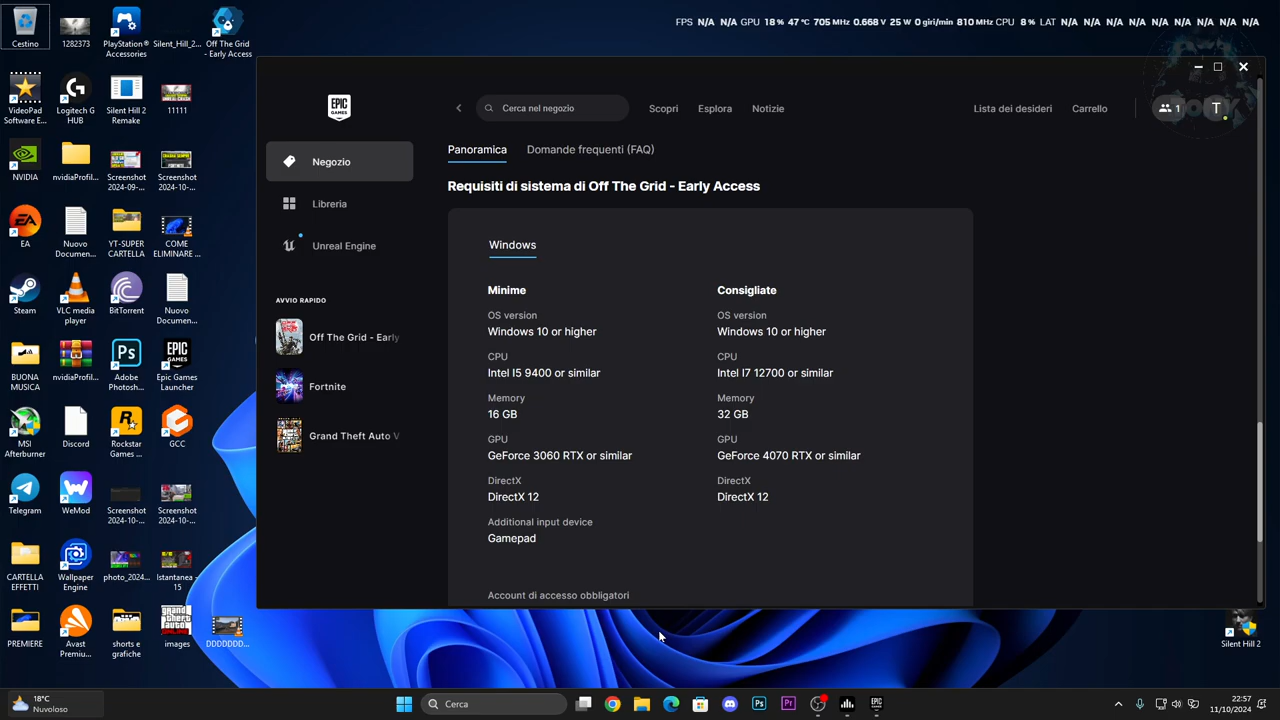 FPS N/A N/A GPU 18 % 47 °C 705 MHz 0.668 V 25 W 0 giri/min 810 MHz CPU 8 % LAT N/A N/A N/A N/A N/A N/A N/A N/A N/A
Cestino
1282373
PlayStation® Accessories
Silent_Hill_2...
Off The Grid - Early Access
VideoPad Software E...
Logitech G HUB
Silent Hill 2 Remake
11111
NVIDIA
nvidiaProfil...
Screenshot 2024-09-...
Screenshot 2024-10-...
EA
Nuovo Documen...
YT-SUPER CARTELLA
COME ELIMINARE ...
Steam
VLC media player
BitTorrent
Nuovo Documen...
BUONA MUSICA
nvidiaProfil...
Adobe Photosh...
Epic Games Launcher
MSI Afterburner
Discord
Rockstar Games ...
GCC
Telegram
WeMod
Screenshot 2024-10-...
Screenshot 2024-10-...
CARTELLA EFFETTI
Wallpaper Engine
photo_2024...
Istantanea - 15
PREMIERE
Avast Premiu...
shorts e grafiche
images
DDDDDDD...
EPIC GAMES
Cerca nel negozio
Scopri
Esplora
Notizie
Lista dei desideri
Carrello
1
T
Negozio
Libreria
Unreal Engine
AVVIO RAPIDO
Off The Grid - Early
Fortnite
Grand Theft Auto V
Panoramica
Domande frequenti (FAQ)
Requisiti di sistema di Off The Grid - Early Access
Windows
Minime
Consigliate
OS version
OS version
Windows 10 or higher
Windows 10 or higher
CPU
CPU
Intel I5 9400 or similar
Intel I7 12700 or similar
Memory
Memory
16 GB
32 GB
GPU
GPU
GeForce 3060 RTX or similar
GeForce 4070 RTX or similar
DirectX
DirectX
DirectX 12
DirectX 12
Additional input device
Gamepad
Account di accesso obbligatori
Silent Hill 2
18°C
Nuvoloso
Cerca
22:57
11/10/2024